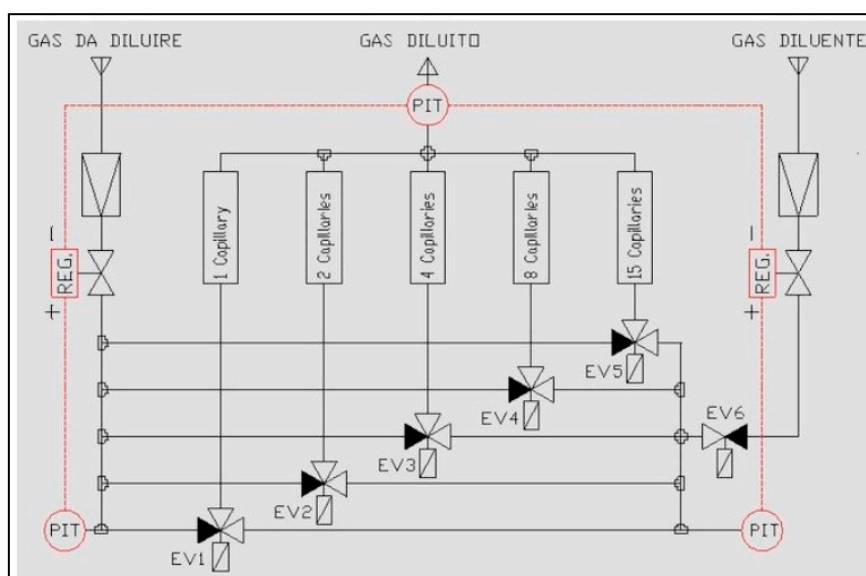 GAS DA DILUIRE
GAS DILUITO
GAS DILUENTE
PIT
1 Capillary
2 Capillaries
4 Capillaries
8 Capillaries
15 Capillaries
-
REG.
+
-
REG.
+
EV5
EV4
EV6
EV3
EV2
PIT
EV1
PIT